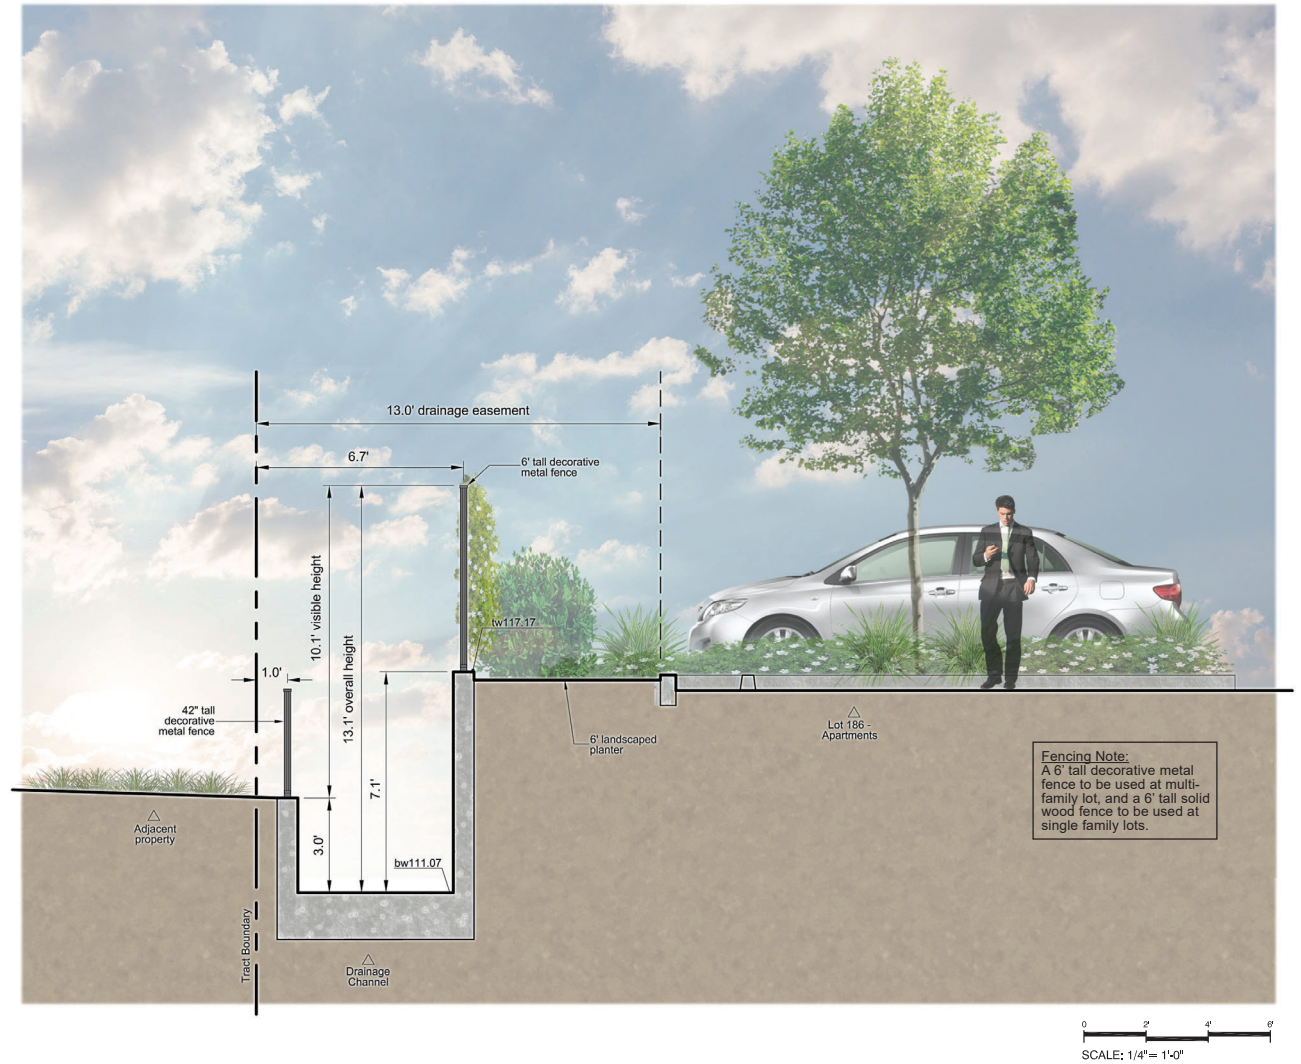 13.0' drainage easement
6.7'
6' tall decorative
metal fence
10.1' visible height
13.1' overall height
tw117.17
1.0'
42" tall
decorative
metal fence
7.1'
6' landscaped
planter
Lot 186 -
Apartments
Fencing Note:
A 6' tall decorative metal
fence to be used at multi-
family lot, and a 6' tall solid
wood fence to be used at
single family lots.
Adjacent
property
3.0'
bw111.07
Tract Boundary
Drainage
Channel
0 2' 4' 6'
SCALE: 1/4"= 1'-0"